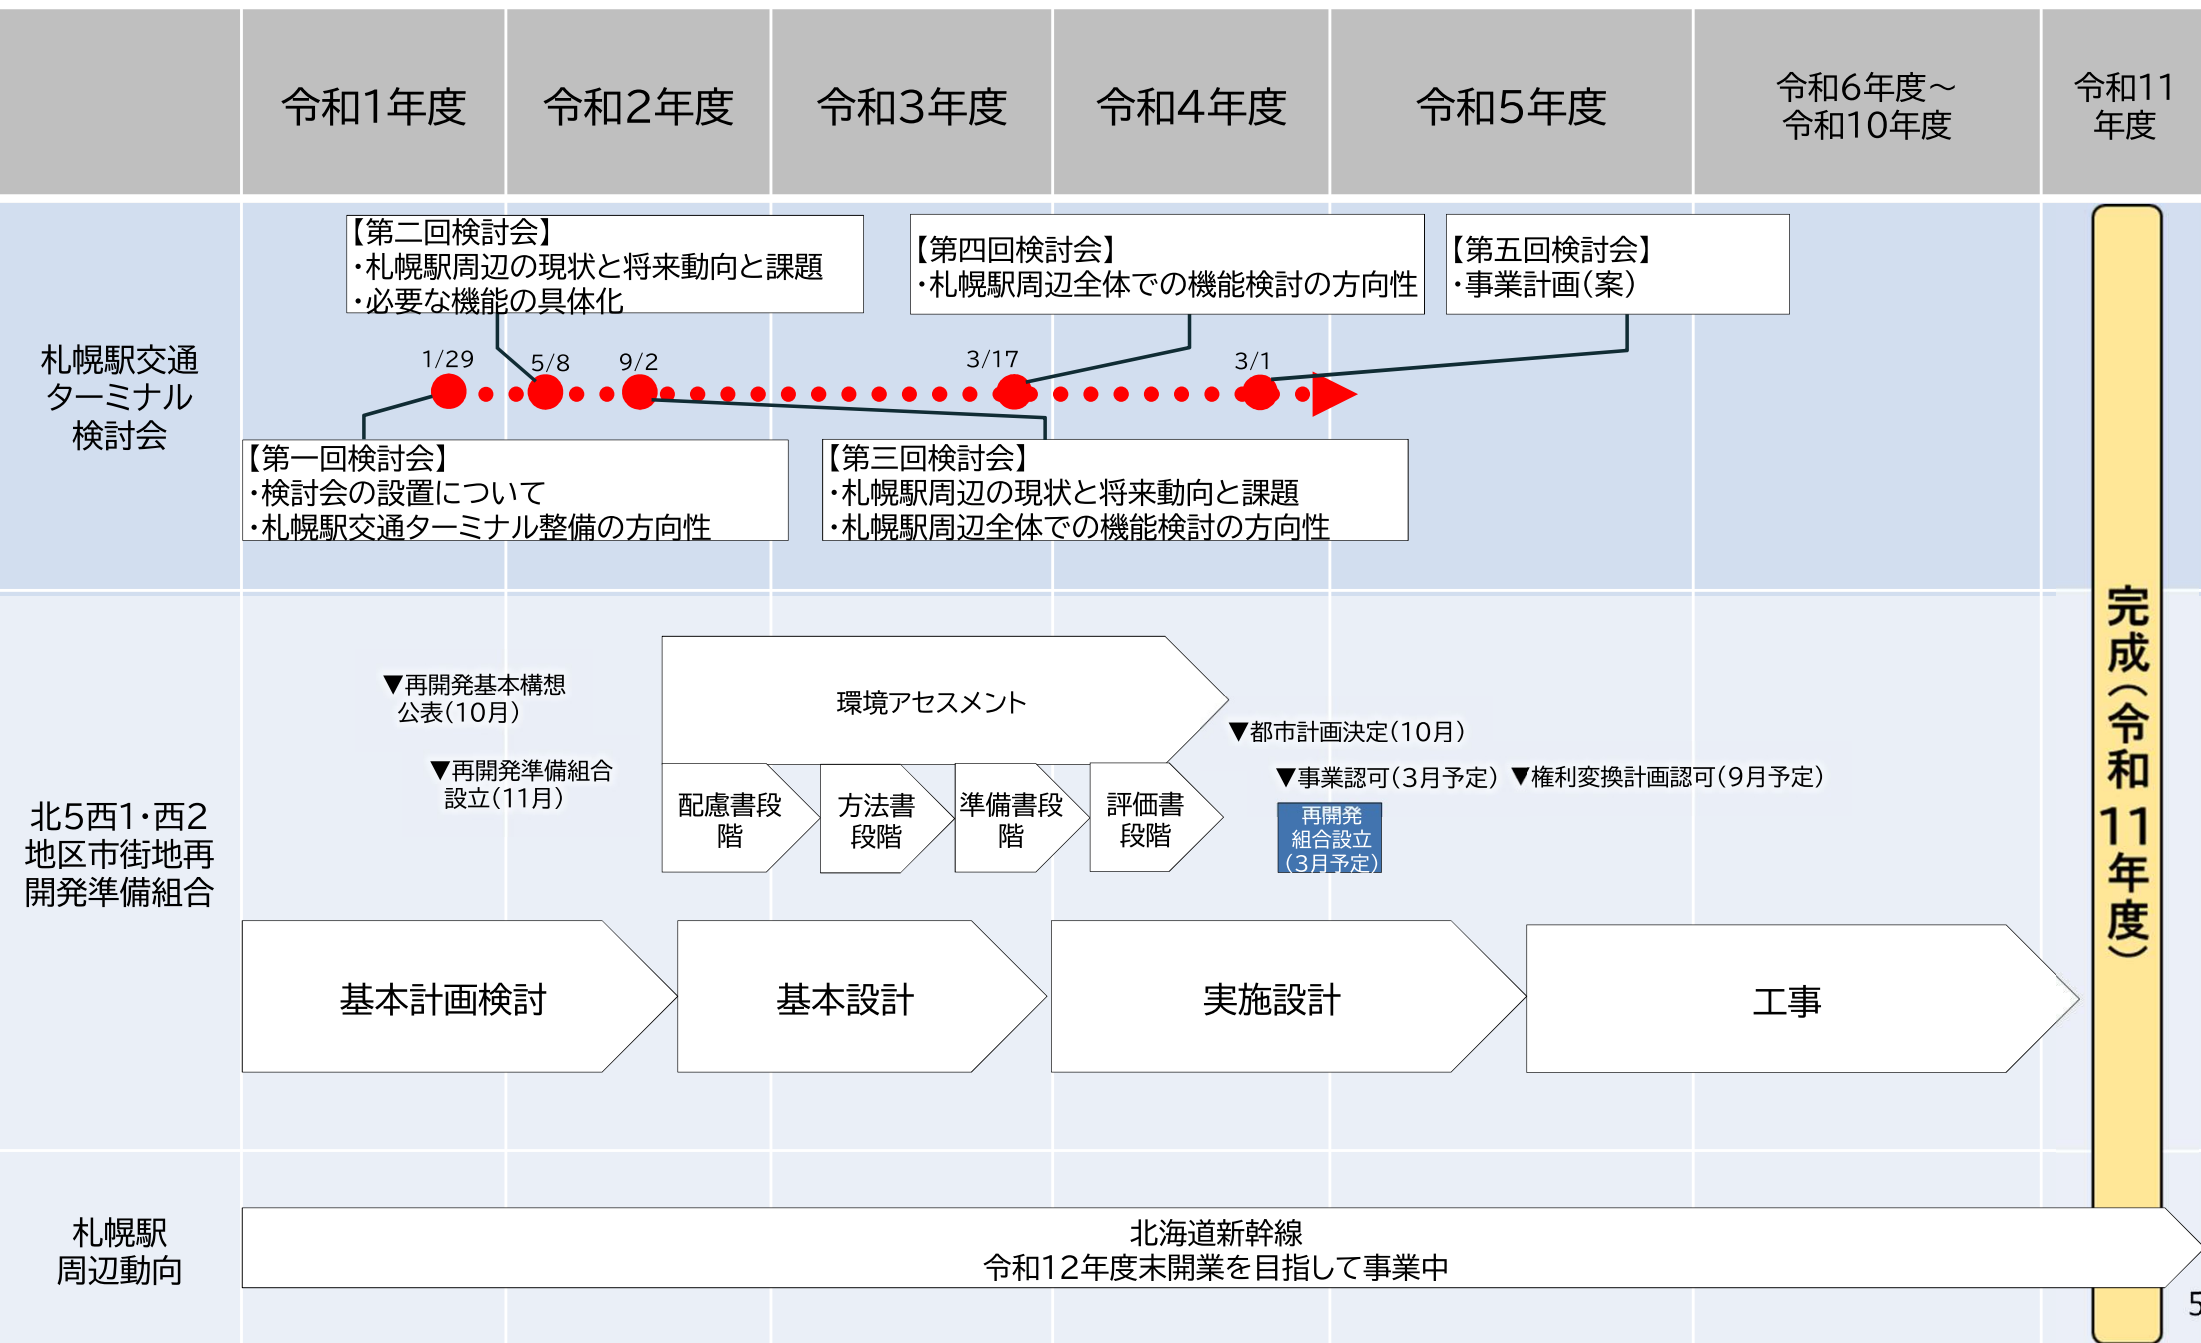 令和1年度
令和2年度
令和3年度
令和4年度
令和5年度
令和6年度～
令和10年度
令和11
年度
札幌駅交通
ターミナル
検討会
【第二回検討会】
・札幌駅周辺の現状と将来動向と課題
・必要な機能の具体化
【第四回検討会】
・札幌駅周辺全体での機能検討の方向性
【第五回検討会】
・事業計画（案）
1/29
5/8
9/2
3/17
3/1
【第一回検討会】
・検討会の設置について
・札幌駅交通ターミナル整備の方向性
【第三回検討会】
・札幌駅周辺の現状と将来動向と課題
・札幌駅周辺全体での機能検討の方向性
北5西1・西2
地区市街地再
開発準備組合
▼再開発基本構想
公表（10月）
▼再開発準備組合
設立（11月）
環境アセスメント
配慮書段
階
方法書
段階
準備書段
階
評価書
段階
▼都市計画決定（10月）
▼事業認可（3月予定）
▼権利変換計画認可（9月予定）
再開発
組合設立
（3月予定）
基本計画検討
基本設計
実施設計
工事
完成（令和11年度）
札幌駅
周辺動向
北海道新幹線
令和12年度末開業を目指して事業中
5